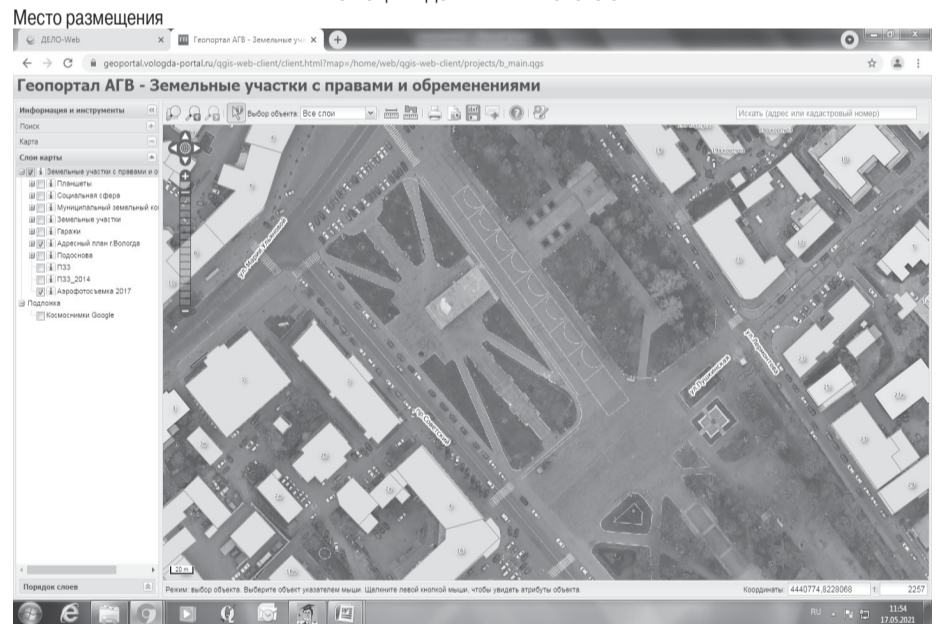 Место размещения
ДЕЛО-Web
Геопортал АГВ - Земельные уч
geoportal.vologda-portal.ru/qgis-web-client/client.html?map=/home/web/qgis-web-client/projects/b_main.qgs
Геопортал АГВ - Земельные участки с правами и обременениями
Информация и инструменты
Выбор объекта: Все слои
Искать (адрес или кадастровый номер)
Поиск
Карта
Слои карты
Земельные участки с правами и о
Планшеты
Социальная сфера
Муниципальный земельный ко
Земельные участки
Гаражи
Адресный план г.Вологда
Подоснова
ПЗЗ
ПЗЗ_2014
Аэрофотосъемка 2017
Подложка
Космоснимки Google
ул.Марии Ульяновой
ул.Лермонтова
ул.Пушкинская
пр.Советский
20 m
Порядок слоев
Режим: выбор объекта. Выберите объект указателем мыши. Щелкните левой кнопкой мыши, чтобы увидеть атрибуты объекта.
Координаты: 4440774,8228068
1:
2257
RU
11:54
17.05.2021